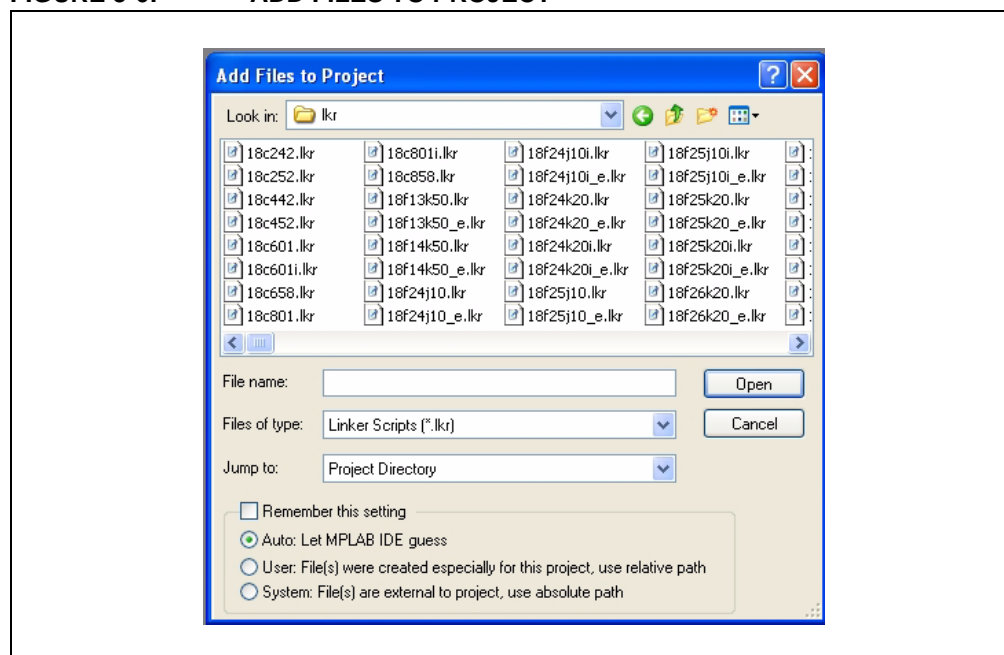 Add Files to Project
Look in: lkr
18c242.lkr 18c801i.lkr 18f24j10i.lkr 18f25j10i.lkr
18c252.lkr 18c858.lkr 18f24j10i_e.lkr 18f25j10i_e.lkr
18c442.lkr 18f13k50.lkr 18f24k20.lkr 18f25k20.lkr
18c452.lkr 18f13k50_e.lkr 18f24k20_e.lkr 18f25k20_e.lkr
18c601.lkr 18f14k50.lkr 18f24k20i.lkr 18f25k20i.lkr
18c601i.lkr 18f14k50_e.lkr 18f24k20i_e.lkr 18f25k20i_e.lkr
18c658.lkr 18f24j10.lkr 18f25j10.lkr 18f26k20.lkr
18c801.lkr 18f24j10_e.lkr 18f25j10_e.lkr 18f26k20_e.lkr
File name: Open
Files of type: Linker Scripts (*.lkr) Cancel
Jump to: Project Directory
Remember this setting
Auto: Let MPLAB IDE guess
User: File(s) were created especially for this project, use relative path
System: File(s) are external to project, use absolute path